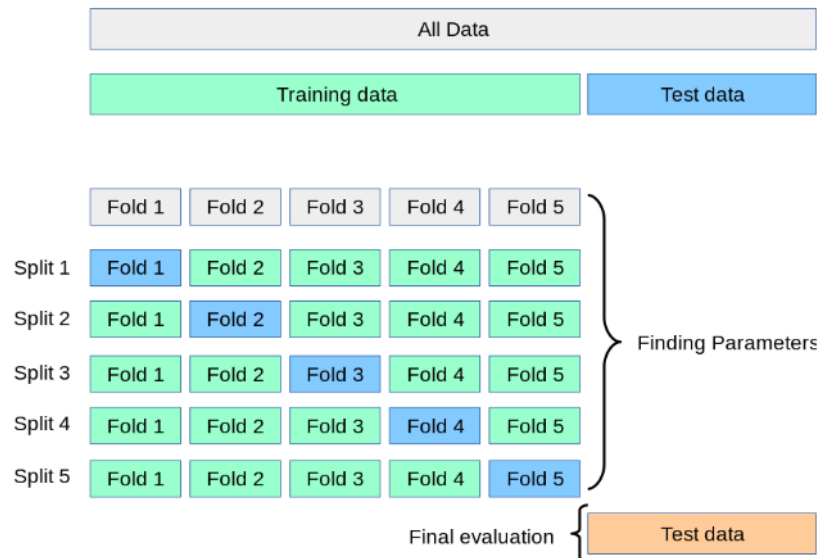 All Data
Training data Test data
Fold 1 Fold 2 Fold 3 Fold 4 Fold 5
Split 1 Fold 1 Fold 2 Fold 3 Fold 4 Fold 5
Split 2 Fold 1 Fold 2 Fold 3 Fold 4 Fold 5
Finding Parameters
Split 3 Fold 1 Fold 2 Fold 3 Fold 4 Fold 5
Split 4 Fold 1 Fold 2 Fold 3 Fold 4 Fold 5
Split 5 Fold 1 Fold 2 Fold 3 Fold 4 Fold 5
Final evaluation Test data